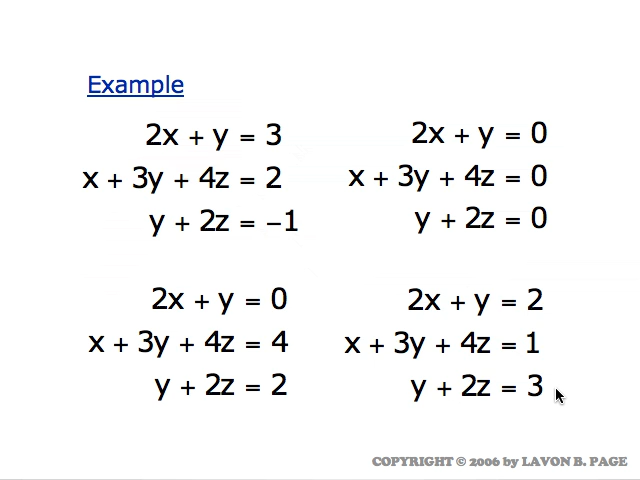 Example
2x + y = 3
x + 3y + 4z = 2
y + 2z = −1
2x + y = 0
x + 3y + 4z = 0
y + 2z = 0
2x + y = 0
x + 3y + 4z = 4
y + 2z = 2
2x + y = 2
x + 3y + 4z = 1
y + 2z = 3
COPYRIGHT © 2006 by LAVON B. PAGE